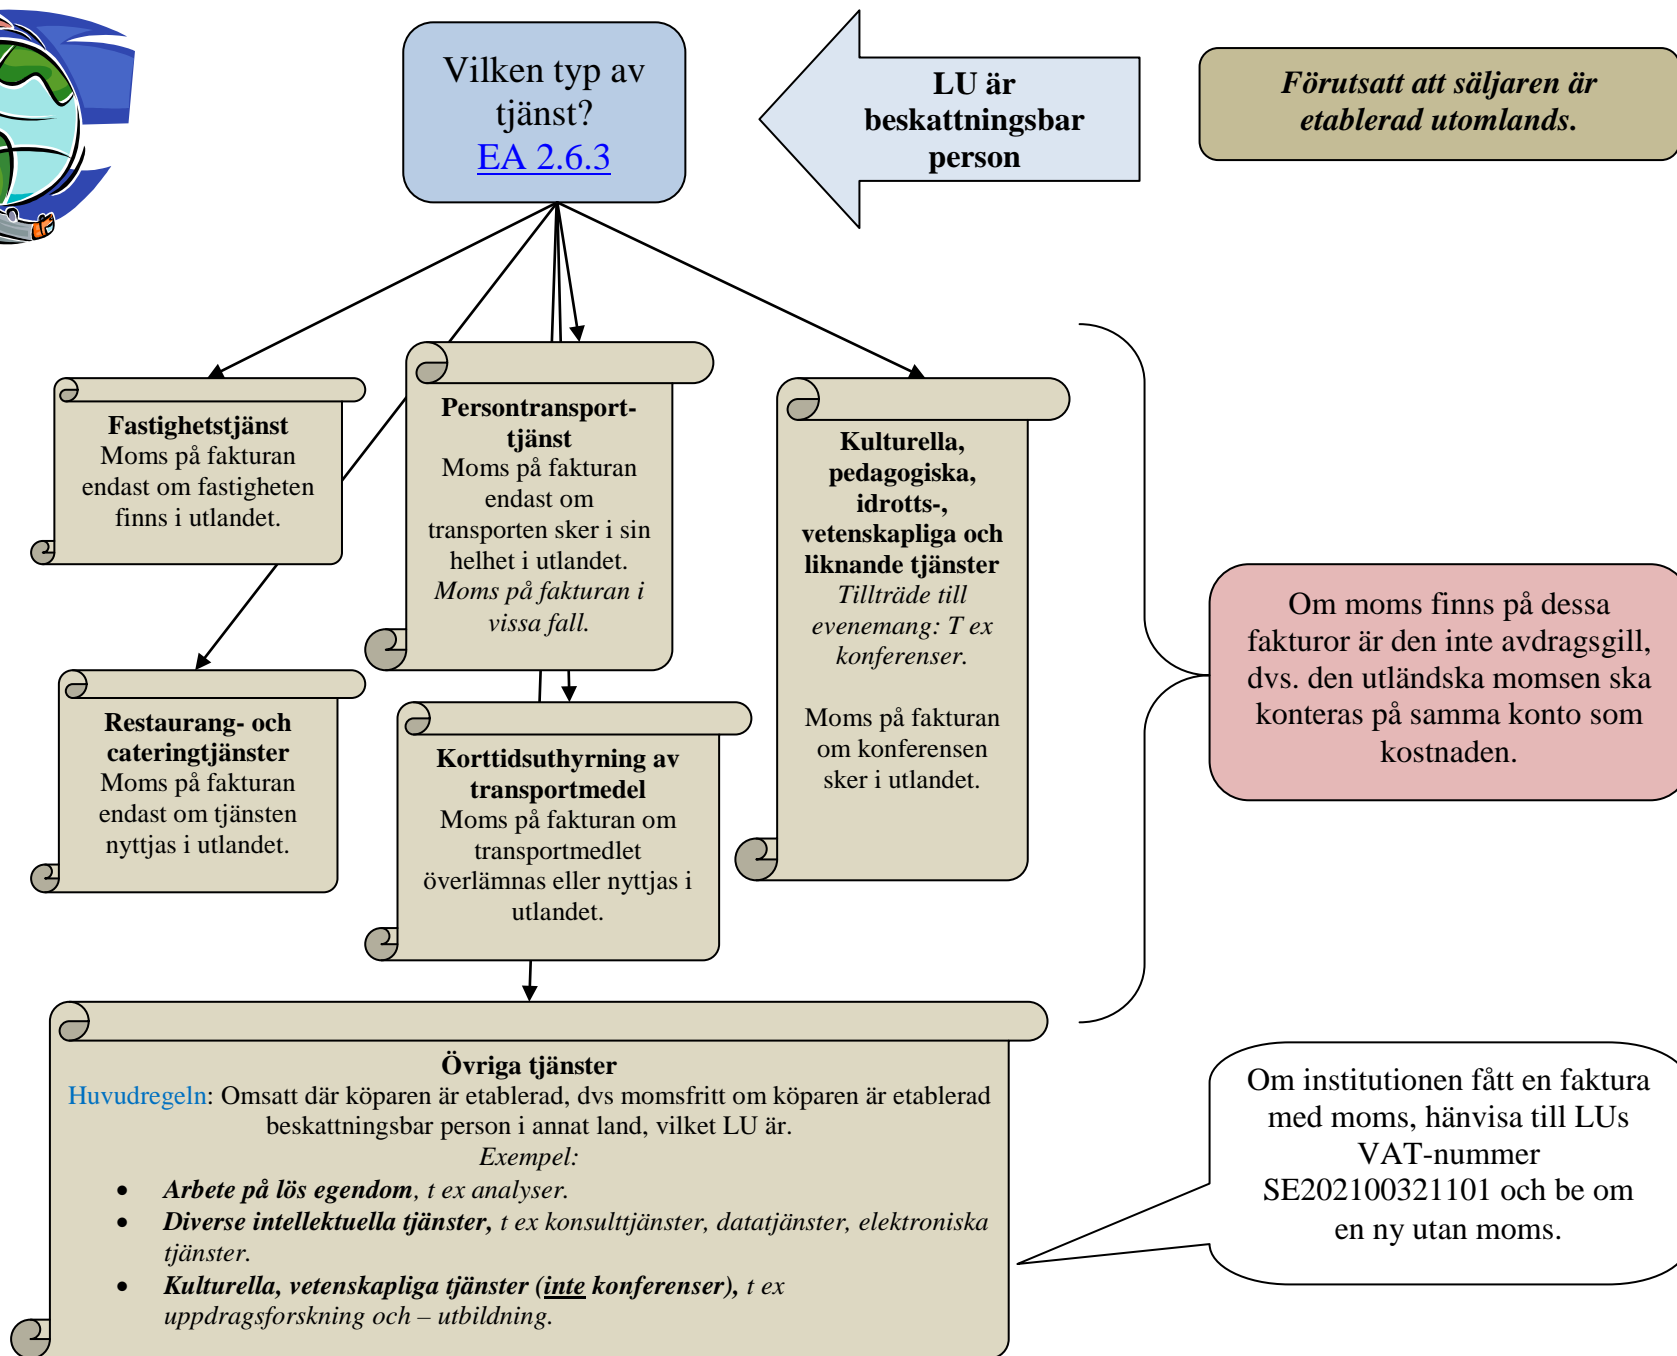 Vilken typ av
tjänst?
EA 2.6.3
LU är
beskattningsbar
person
Förutsatt att säljaren är
etablerad utomlands.
Fastighetstjänst
Moms på fakturan
endast om fastigheten
finns i utlandet.
Persontransport-
tjänst
Moms på fakturan
endast om
transporten sker i sin
helhet i utlandet.
Moms på fakturan i
vissa fall.
Kulturella,
pedagogiska,
idrotts-,
vetenskapliga och
liknande tjänster
Tillträde till
evenemang: T ex
konferenser.
Moms på fakturan
om konferensen
sker i utlandet.
Om moms finns på dessa
fakturor är den inte avdragsgill,
dvs. den utländska momsen ska
konteras på samma konto som
kostnaden.
Restaurang- och
cateringtjänster
Moms på fakturan
endast om tjänsten
nyttjas i utlandet.
Korttidsuthyrning av
transportmedel
Moms på fakturan om
transportmedlet
överlämnas eller nyttjas i
utlandet.
Övriga tjänster
Huvudregeln: Omsatt där köparen är etablerad, dvs momsfritt om köparen är etablerad
beskattningsbar person i annat land, vilket LU är.
Exempel:
• Arbete på lös egendom, t ex analyser.
• Diverse intellektuella tjänster, t ex konsulttjänster, datatjänster, elektroniska
tjänster.
• Kulturella, vetenskapliga tjänster (inte konferenser), t ex
uppdragsforskning och – utbildning.
Om institutionen fått en faktura
med moms, hänvisa till LUs
VAT-nummer
SE202100321101 och be om
en ny utan moms.